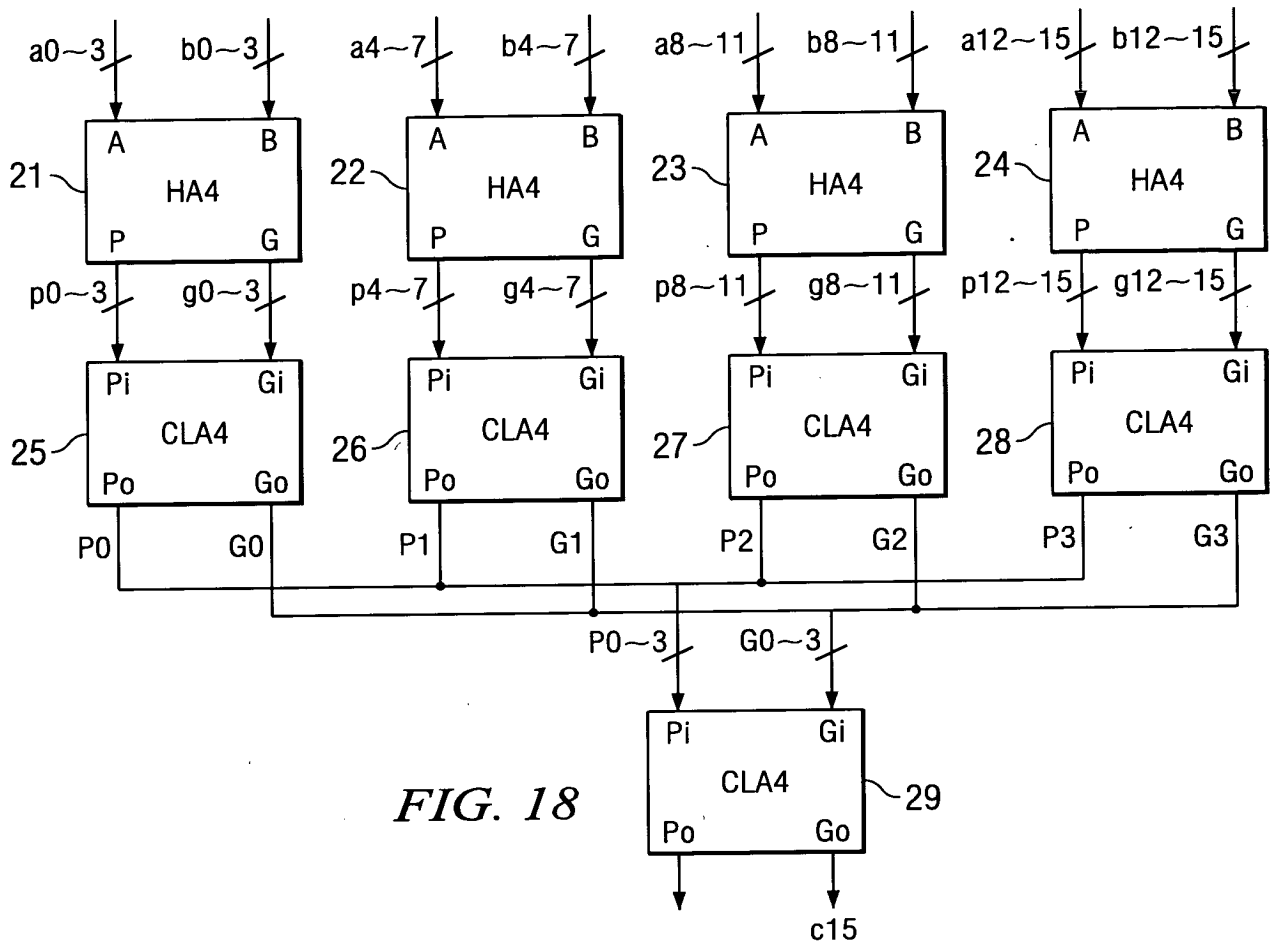 a0~3 b0~3 a4~7 b4~7 a8~11 b8~11 a12~15 b12~15
A B A B A B A B
21 HA4 22 HA4 23 HA4 24 HA4
P G P G P G P G
p0~3 g0~3 p4~7 g4~7 p8~11 g8~11 p12~15 g12~15
Pi Gi Pi Gi Pi Gi Pi Gi
25 CLA4 26 CLA4 27 CLA4 28 CLA4
Po Go Po Go Po Go Po Go
P0 G0 P1 G1 P2 G2 P3 G3
P0~3 G0~3
Pi Gi
FIG. 18 CLA4 29
Po Go
c15